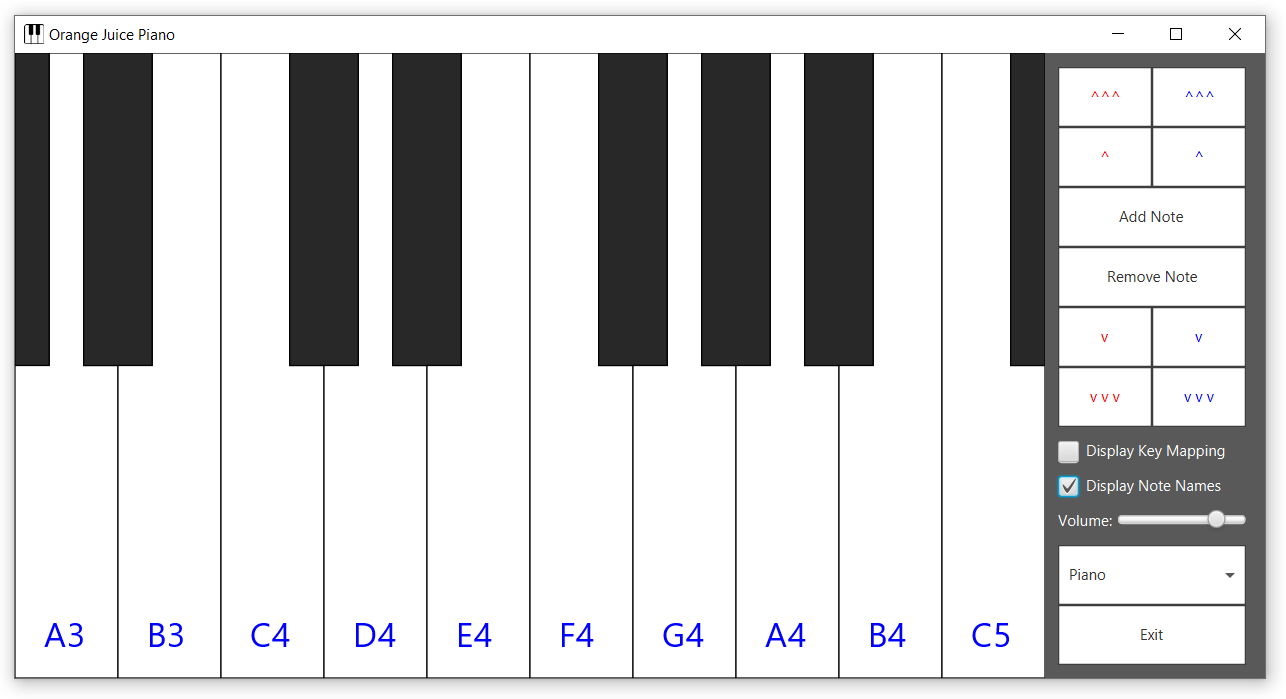 Orange Juice Piano
^ ^ ^ ^ ^ ^
^ ^
Add Note
Remove Note
v v
v v v v v v
Display Key Mapping
Display Note Names
Volume:
Piano
Exit
A3 B3 C4 D4 E4 F4 G4 A4 B4 C5